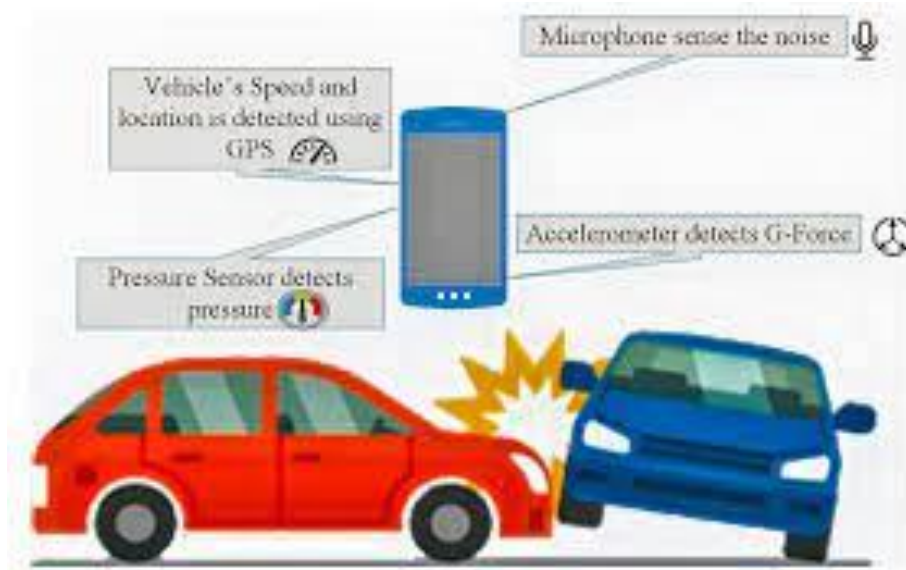 Microphone sense the noise
Vehicle's Speed and
location is detected using
GPS
Accelerometer detects G-Force
Pressure Sensor detects
pressure